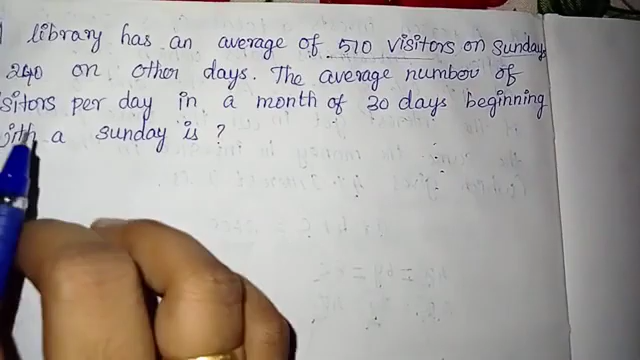 library has an average of 510 visitors on Sunday
240 on other days. The average number of
sitors per day in a month of 30 days beginning
with a sunday is ?